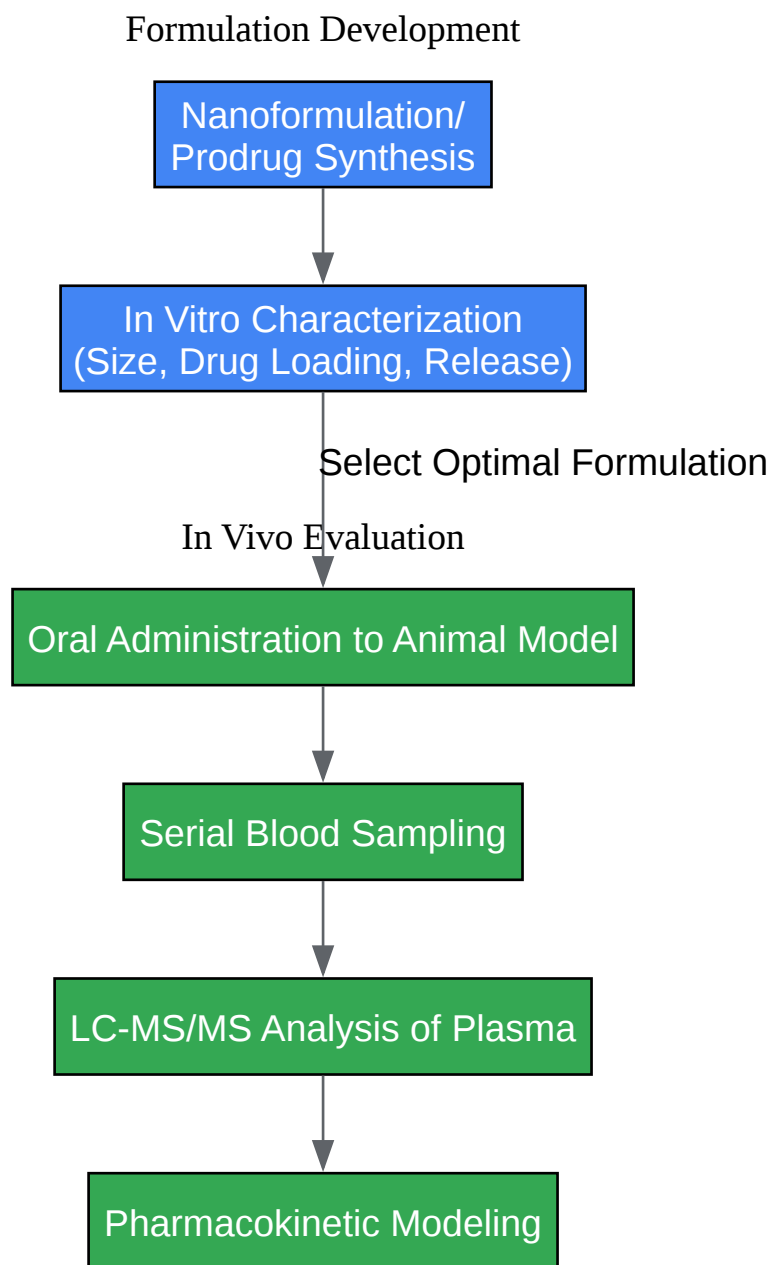 Formulation Development
Nanoformulation/
Prodrug Synthesis
In Vitro Characterization
(Size, Drug Loading, Release)
Select Optimal Formulation
In Vivo Evaluation
Oral Administration to Animal Model
Serial Blood Sampling
LC-MS/MS Analysis of Plasma
Pharmacokinetic Modeling